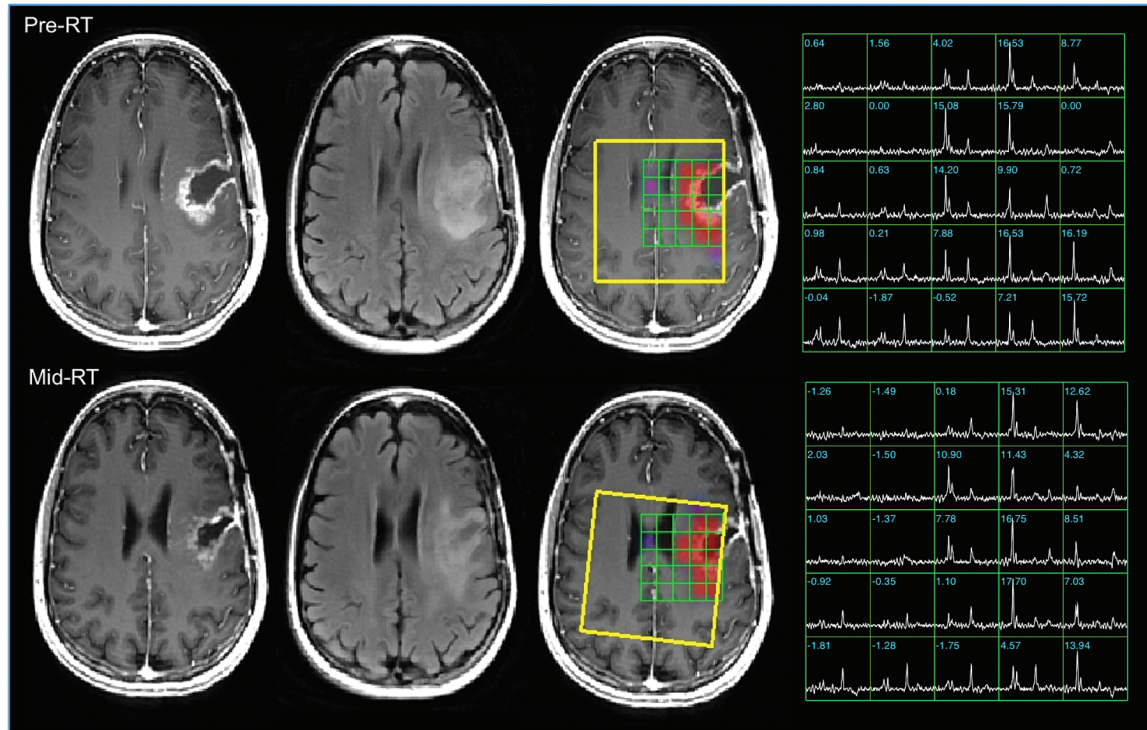 Pre-RT
0.64 1.56 4.02 16.53 8.77
2.80 0.00 15.08 15.79 0.00
0.84 0.63 14.20 9.90 0.72
0.98 0.21 7.88 16.53 16.19
-0.04 -1.87 -0.52 7.21 15.72
Mid-RT
-1.26 -1.49 0.18 15.31 12.62
2.03 -1.50 10.90 11.43 4.32
1.03 -1.37 7.78 16.75 8.51
-0.92 -0.35 1.10 17.70 7.03
-1.81 -1.28 -1.75 4.57 13.94